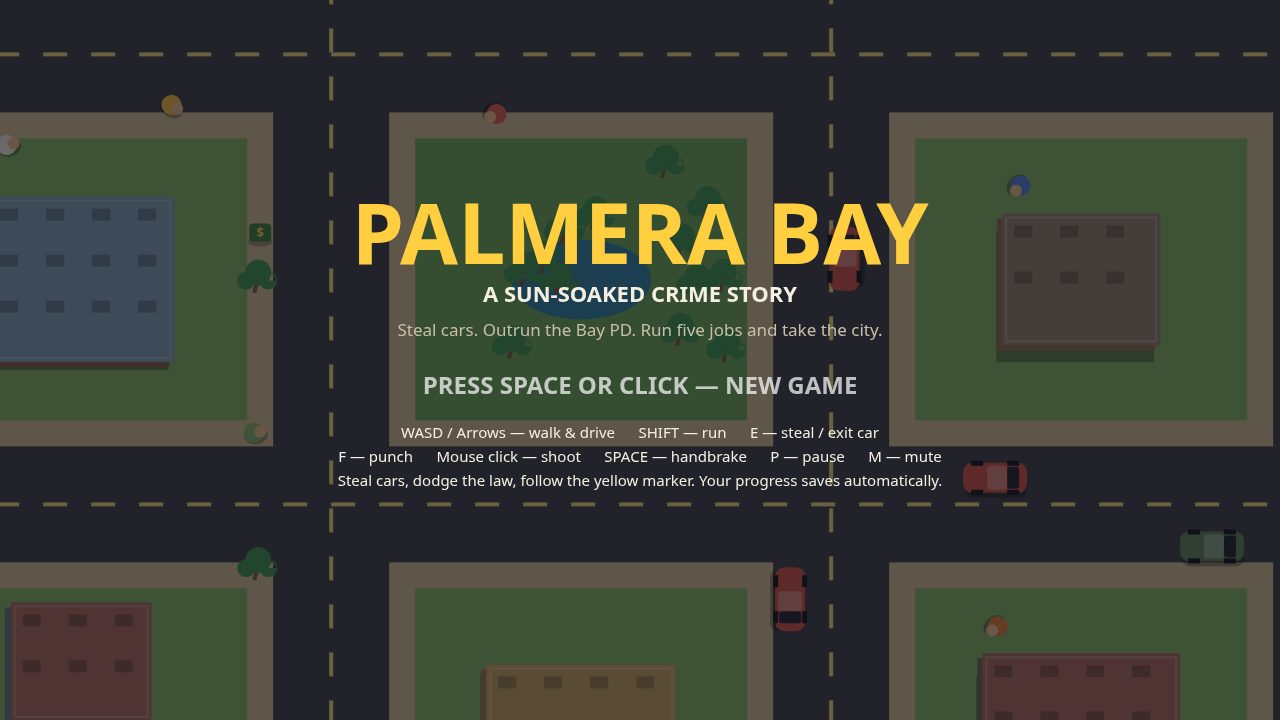 $
PALMERA BAY
A SUN-SOAKED CRIME STORY
Steal cars. Outrun the Bay PD. Run five jobs and take the city.
PRESS SPACE OR CLICK — NEW GAME
WASD / Arrows — walk & drive SHIFT — run E — steal / exit car
F — punch Mouse click — shoot SPACE — handbrake P — pause M — mute
Steal cars, dodge the law, follow the yellow marker. Your progress saves automatically.